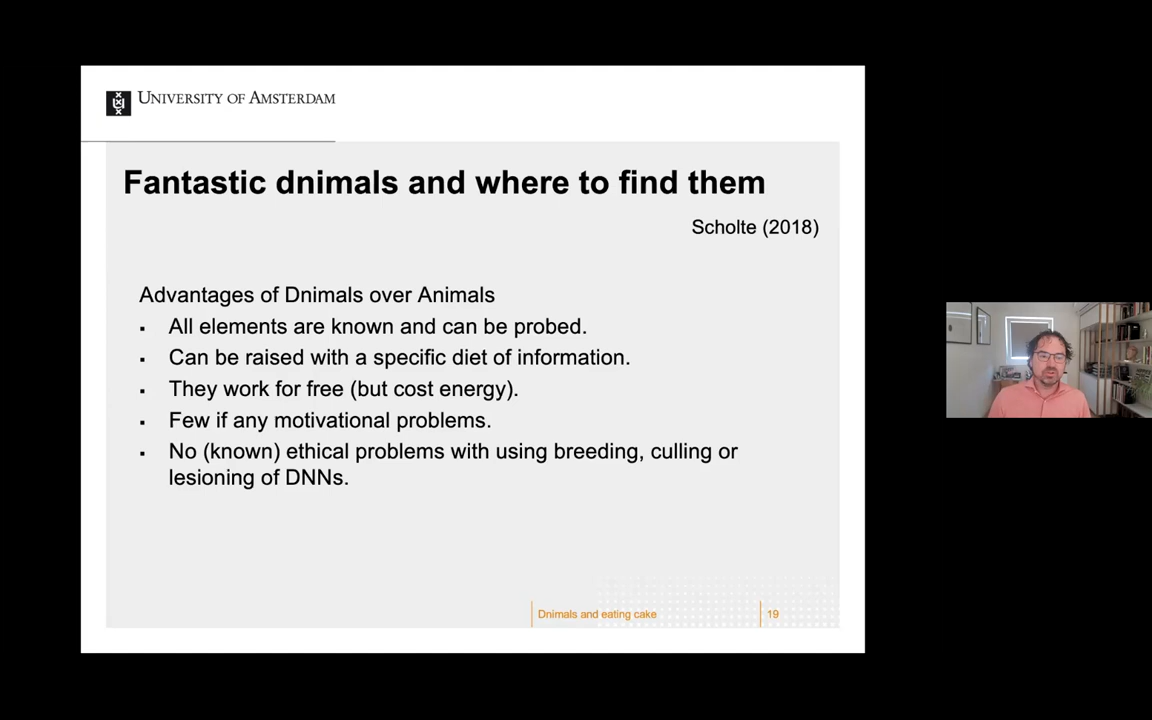 UNIVERSITY OF AMSTERDAM
Fantastic dnimals and where to find them
Scholte (2018)
Advantages of Dnimals over Animals
▪ All elements are known and can be probed.
▪ Can be raised with a specific diet of information.
▪ They work for free (but cost energy).
▪ Few if any motivational problems.
▪ No (known) ethical problems with using breeding, culling or
lesioning of DNNs.
Dnimals and eating cake
19